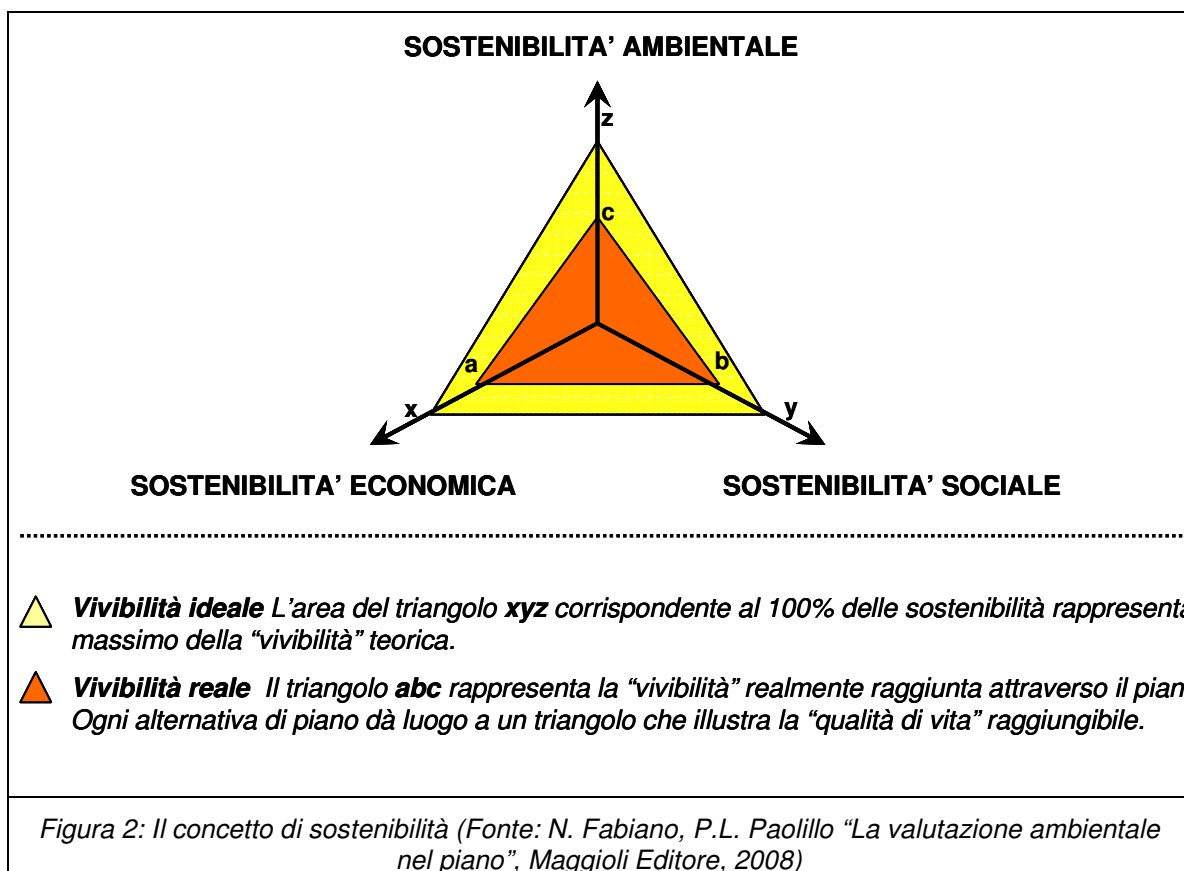 SOSTENIBILITA’ AMBIENTALE
z
c
a
b
x
y
SOSTENIBILITA’ ECONOMICA
SOSTENIBILITA’ SOCIALE
Vivibilità ideale L’area del triangolo xyz corrispondente al 100% delle sostenibilità rappresenta
massimo della “vivibilità” teorica.
Vivibilità reale Il triangolo abc rappresenta la “vivibilità” realmente raggiunta attraverso il pian
Ogni alternativa di piano dà luogo a un triangolo che illustra la “qualità di vita” raggiungibile.
Figura 2: Il concetto di sostenibilità (Fonte: N. Fabiano, P.L. Paolillo “La valutazione ambientale
nel piano”, Maggioli Editore, 2008)